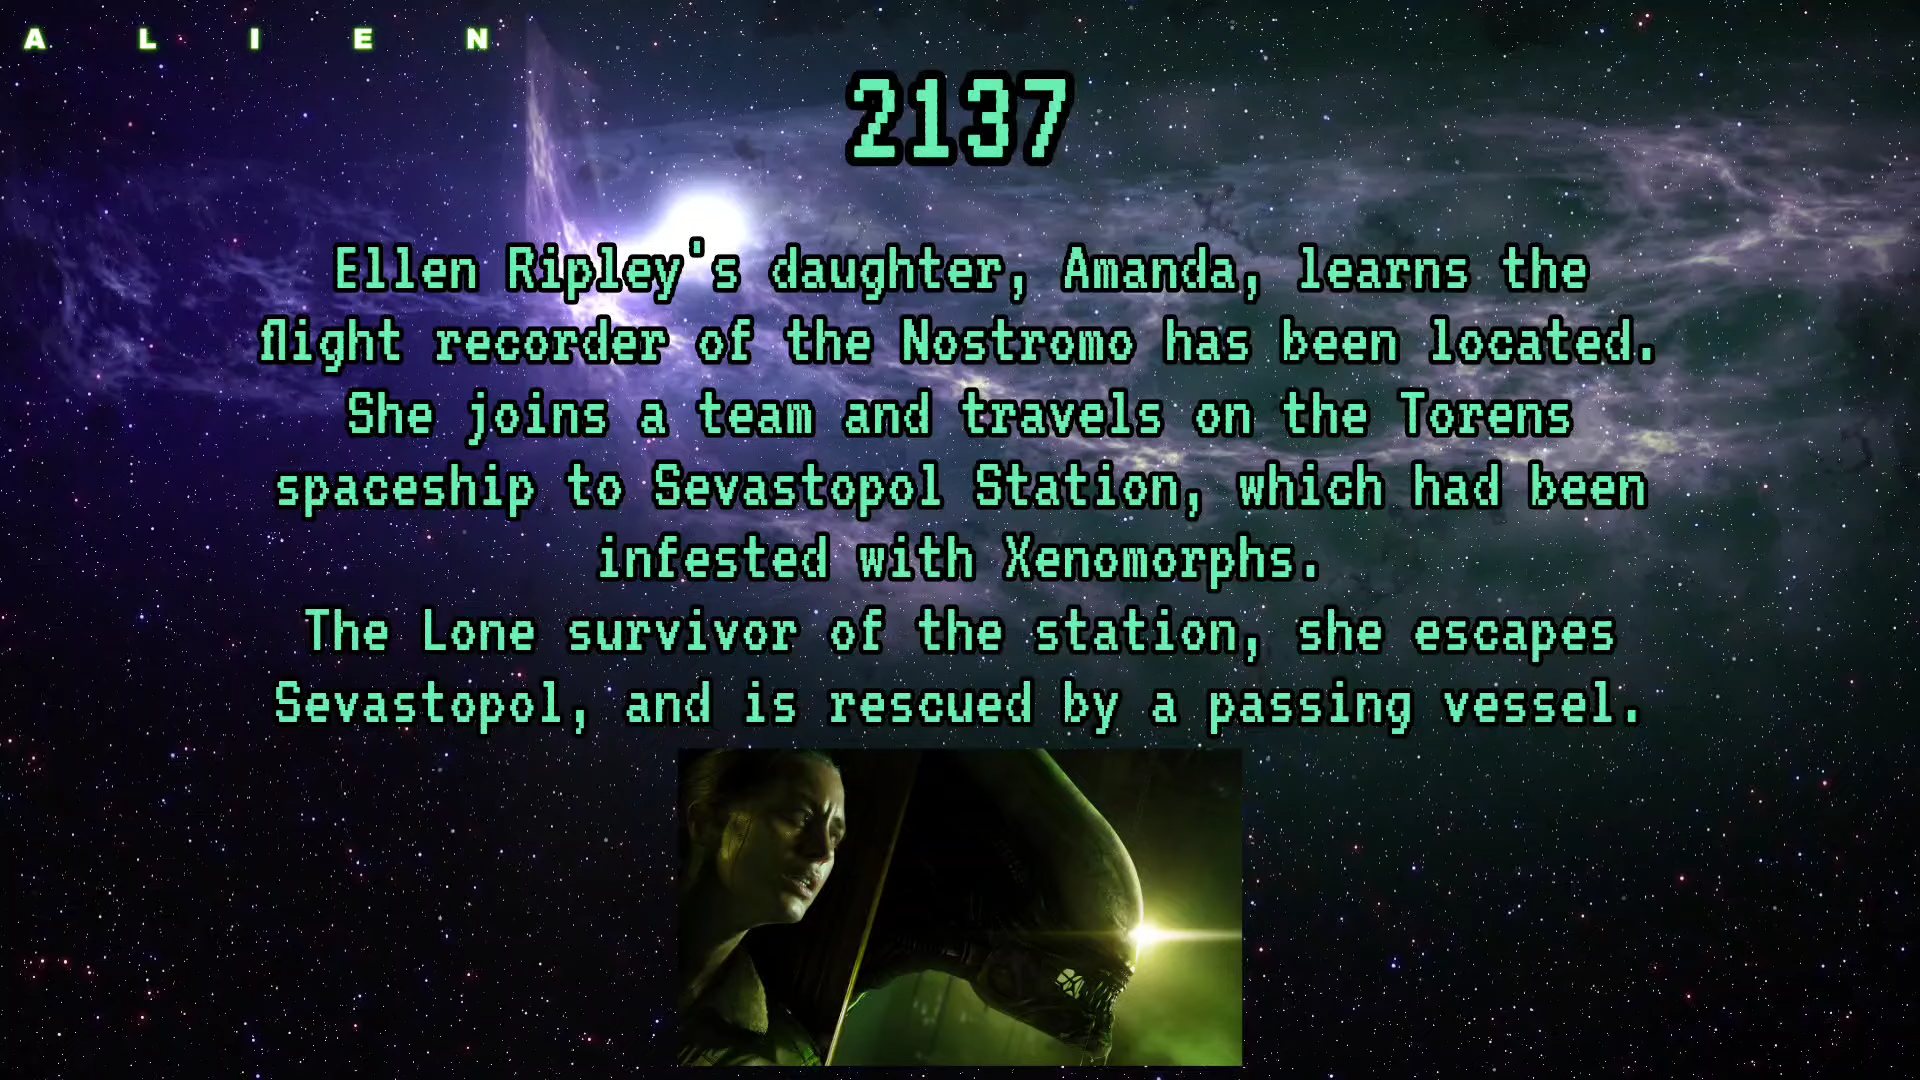 A L I E N
2137
Ellen Ripley's daughter, Amanda, learns the
flight recorder of the Nostromo has been located.
She joins a team and travels on the Torens
spaceship to Sevastopol Station, which had been
infested with Xenomorphs.
The Lone survivor of the station, she escapes
Sevastopol, and is rescued by a passing vessel.